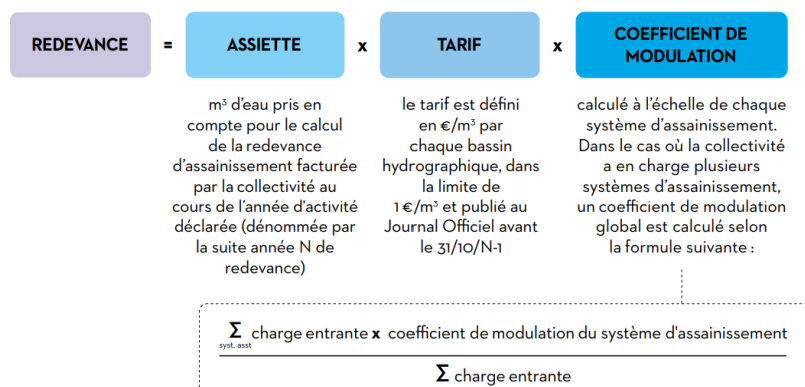 REDEVANCE = ASSIETTE x TARIF x COEFFICIENT DE
MODULATION
m³ d'eau pris en
compte pour le calcul
de la redevance
d'assainissement facturée
par la collectivité au
cours de l'année d'activité
déclarée (dénommée par
la suite année N de
redevance)
le tarif est défini
en €/m³ par
chaque bassin
hydrographique, dans
la limite de
1 €/m³ et publié au
Journal Officiel avant
le 31/10/N-1
calculé à l'échelle de chaque
système d'assainissement.
Dans le cas où la collectivité
a en charge plusieurs
systèmes d'assainissement,
un coefficient de modulation
global est calculé selon
la formule suivante :
Σ charge entrante x coefficient de modulation du système d'assainissement
syst. asst
Σ charge entrante